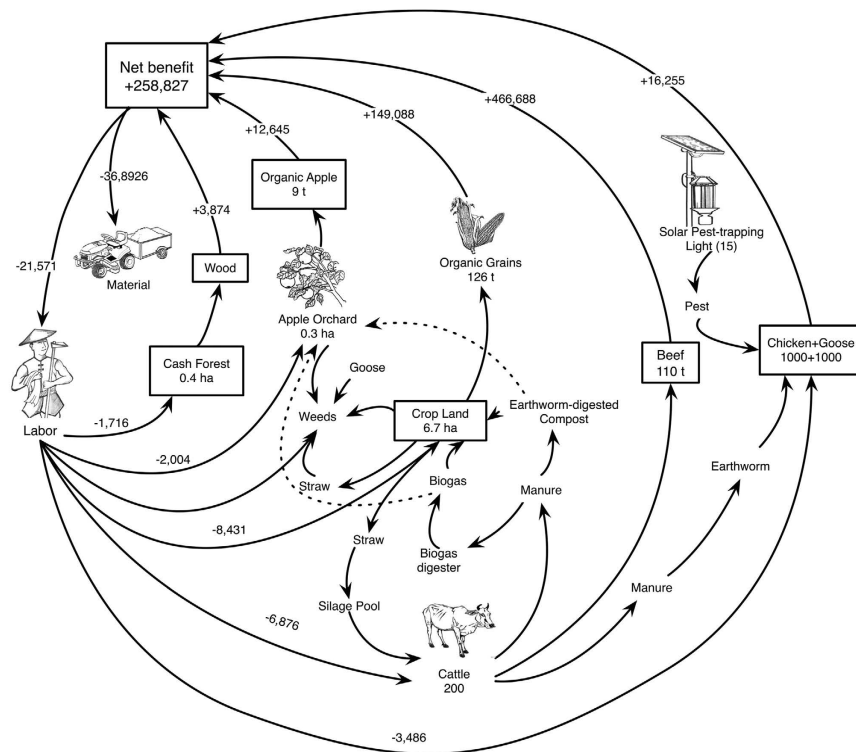 Net benefit
+258,827
+16,255
+466,688
+149,088
+12,645
-36,8926
+3,874
-21,571
Organic Apple
9 t
Solar Pest-trapping
Light (15)
Material
Wood
Organic Grains
126 t
Pest
Apple Orchard
0.3 ha
Cash Forest
0.4 ha
Beef
110 t
Chicken+Goose
1000+1000
Goose
Labor
-1,716
Weeds
Crop Land
6.7 ha
Earthworm-digested
Compost
-2,004
Straw
Biogas
Manure
Earthworm
-8,431
Straw
Biogas
digester
Silage Pool
Manure
-6,876
Cattle
200
-3,486